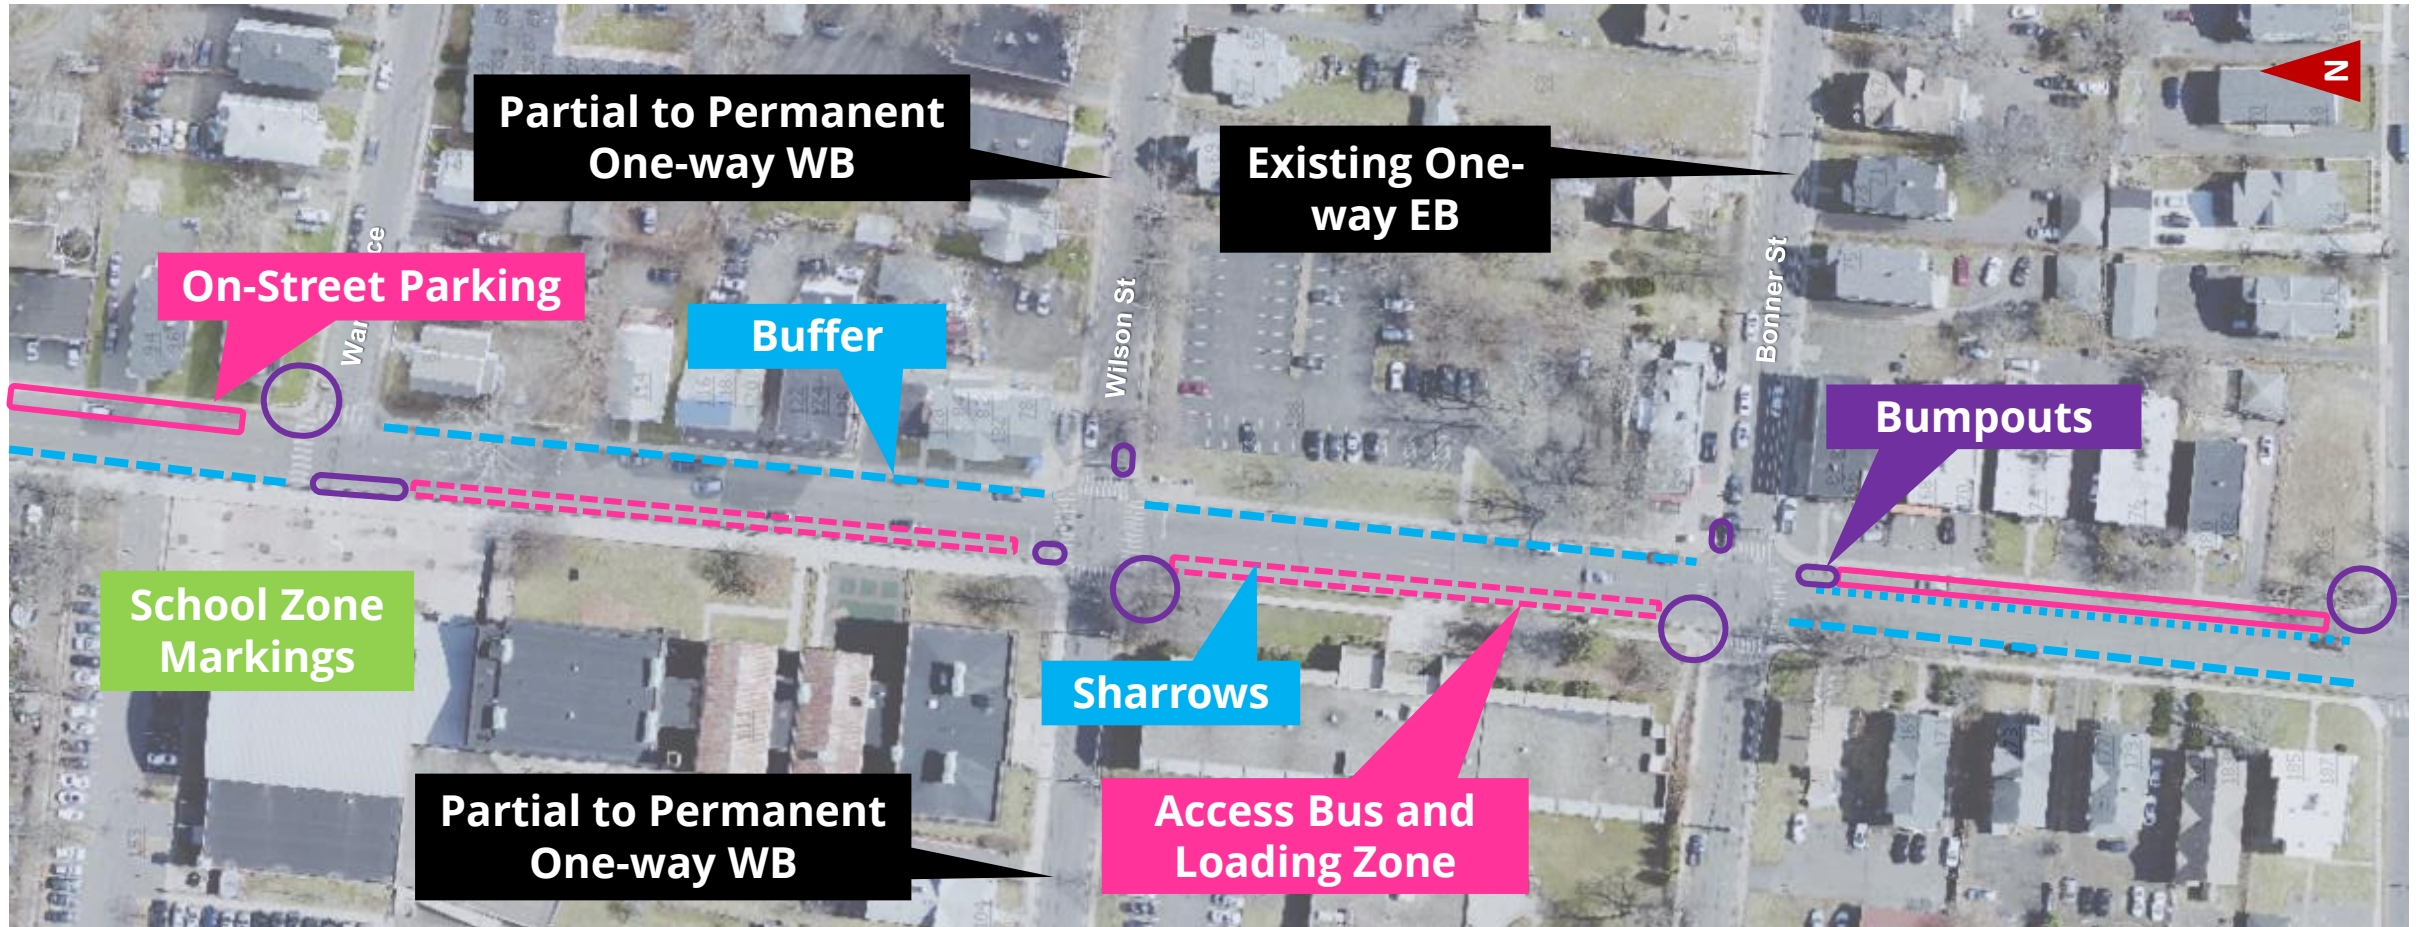 N
Partial to Permanent
One-way WB
Existing One-
way EB
On-Street Parking
Buffer
Wilson St
Bonner St
Bumpouts
School Zone
Markings
Sharrows
Partial to Permanent
One-way WB
Access Bus and
Loading Zone